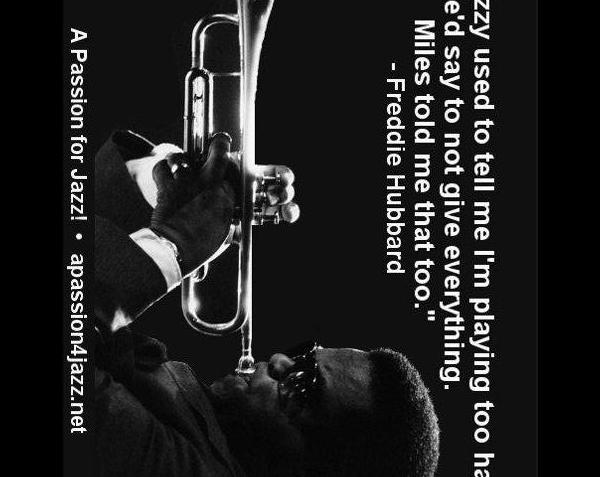 zzy used to tell me I'm playing too ha
e'd say to not give everything.
Miles told me that too."
- Freddie Hubbard
A Passion for Jazz! • apassion4jazz.net